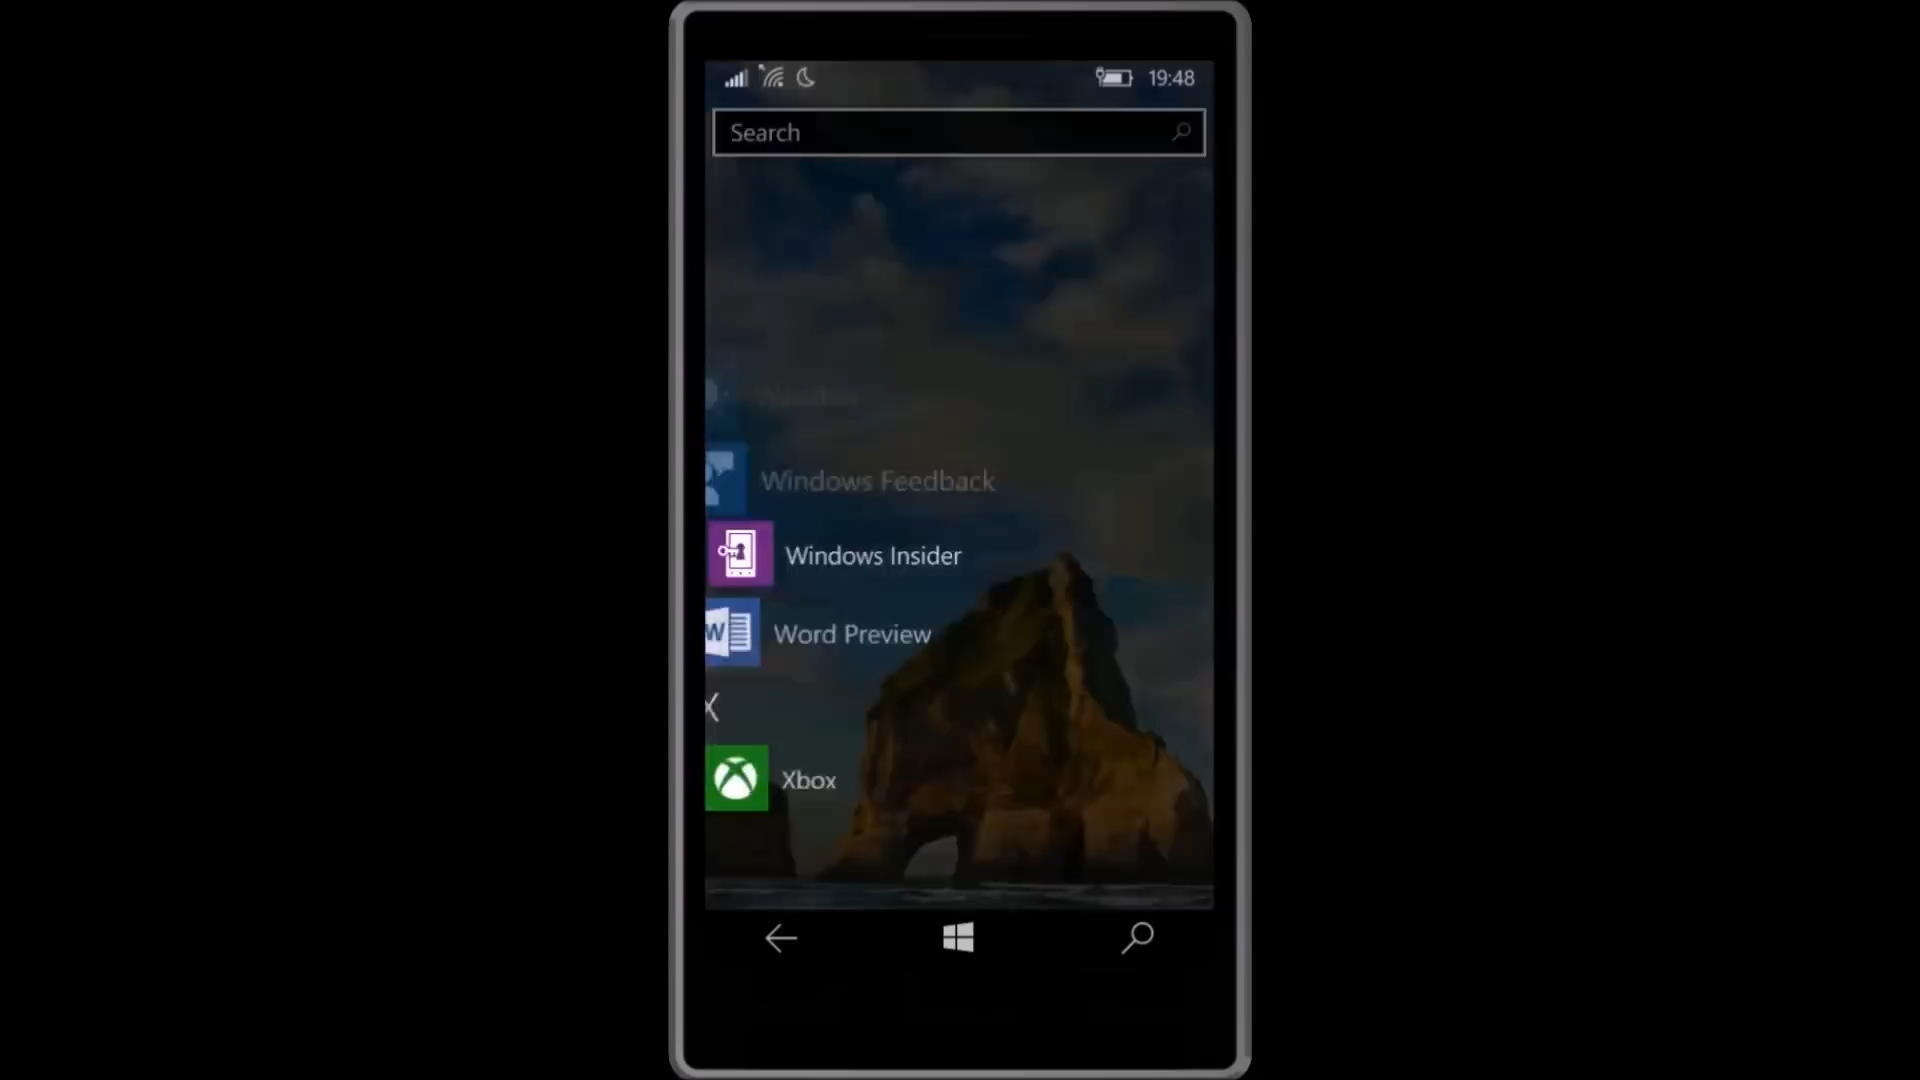 19:48
Search
Windows Feedback
Windows Insider
W
Word Preview
X
Xbox